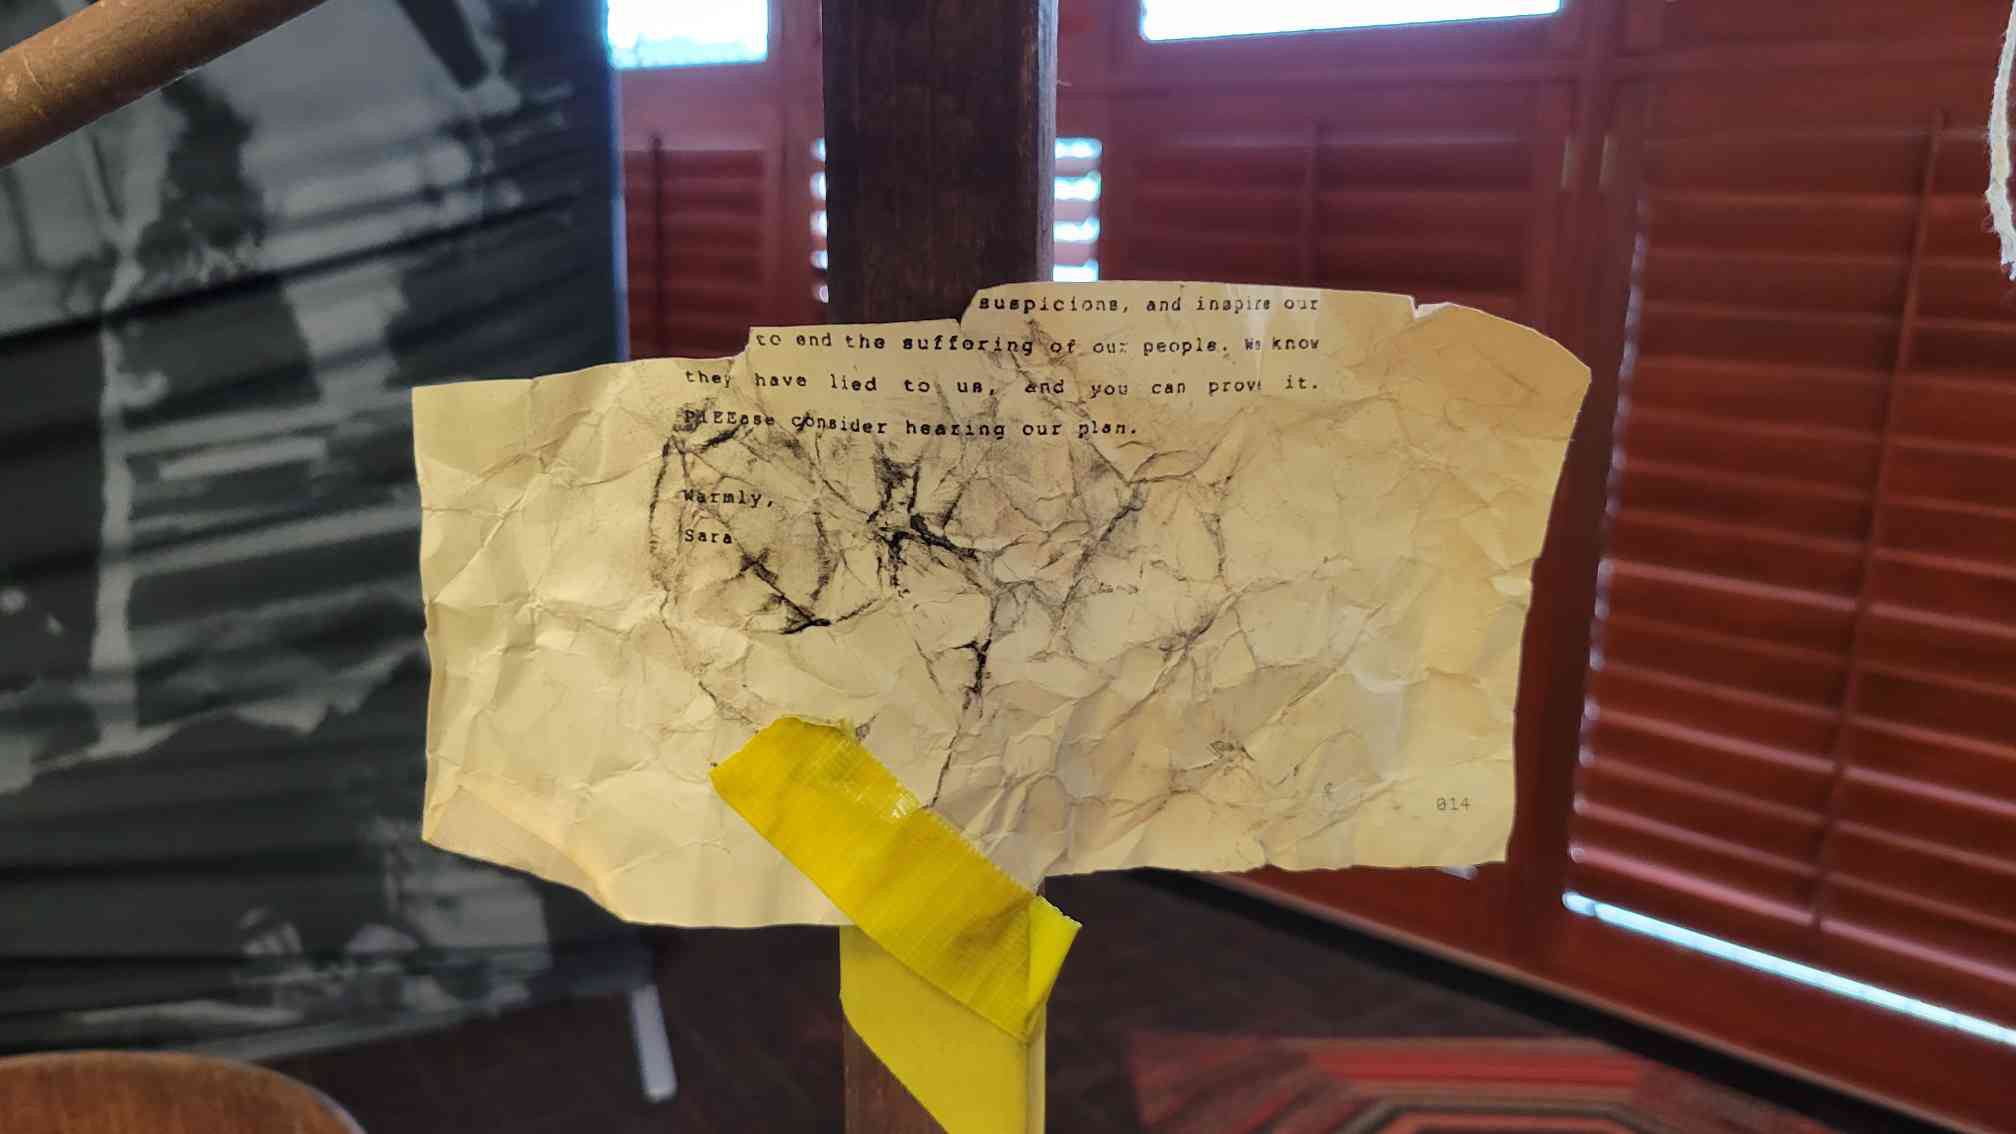 suspicions, and inspire our
to end the suffering of our people. We know
they have lied to us, and you can prove it.
PlEEase consider hearing our plan.
Warmly,
Sara
014